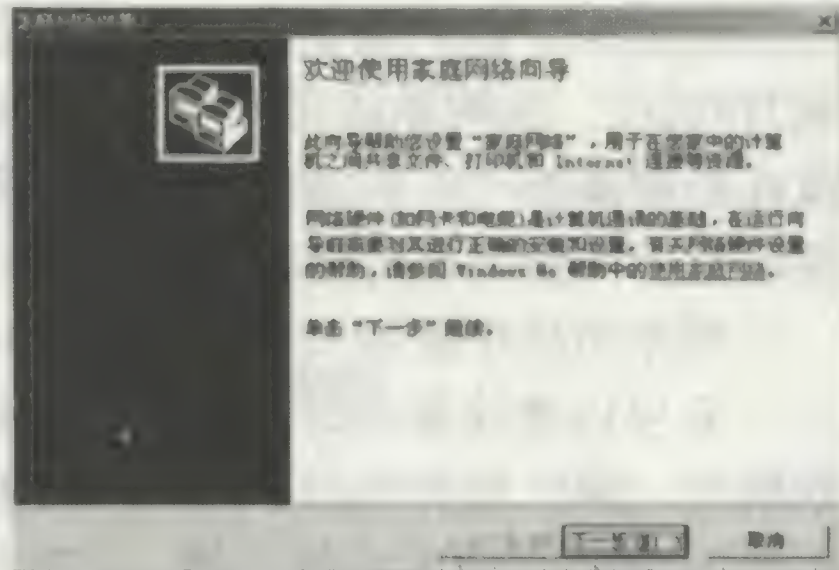 欢迎使用家庭网络向导
此向导帮助您设置“家庭网络”，用于在您家中的计算
机之间共享文件、打印机和 Internet 连接等资源。
网络硬件(如网卡和电缆)是计算机通讯的基础，在运行向
导前需要对其进行正确的安装和设置。有关网络硬件设置
的帮助，请参阅 Windows Me 帮助中的使用家庭网络。
单击“下一步”继续。
下一步
取消